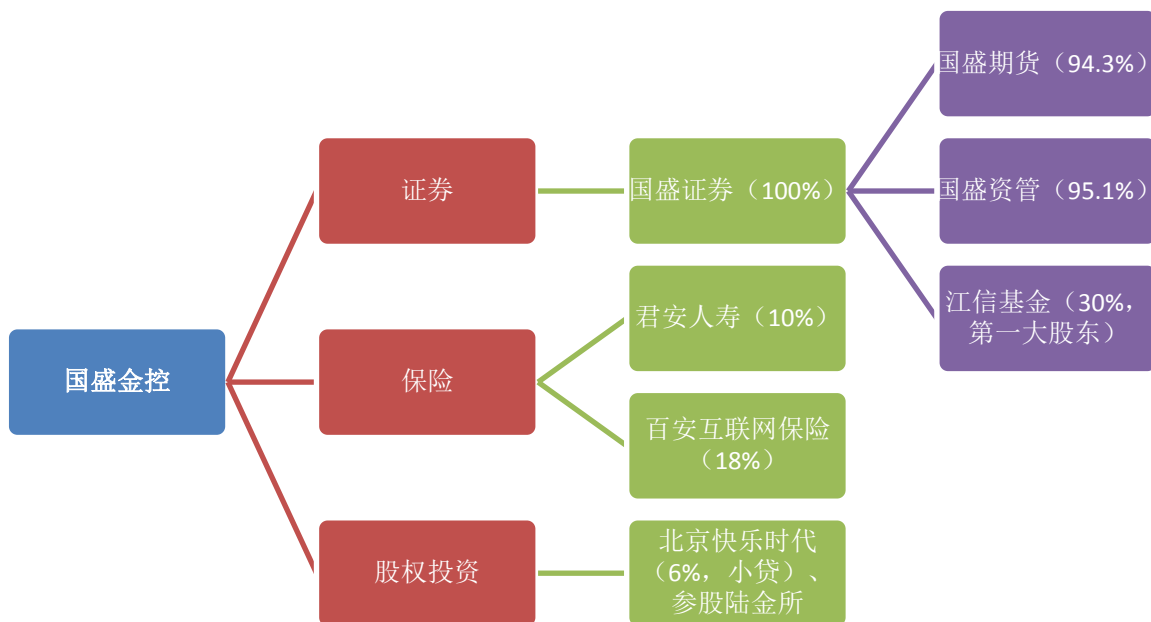 国盛金控
证券
保险
股权投资
国盛证券（100%）
君安人寿（10%）
百安互联网保险
（18%）
北京快乐时代
（6%，小贷）、
参股陆金所
国盛期货（94.3%）
国盛资管（95.1%）
江信基金（30%，
第一大股东）